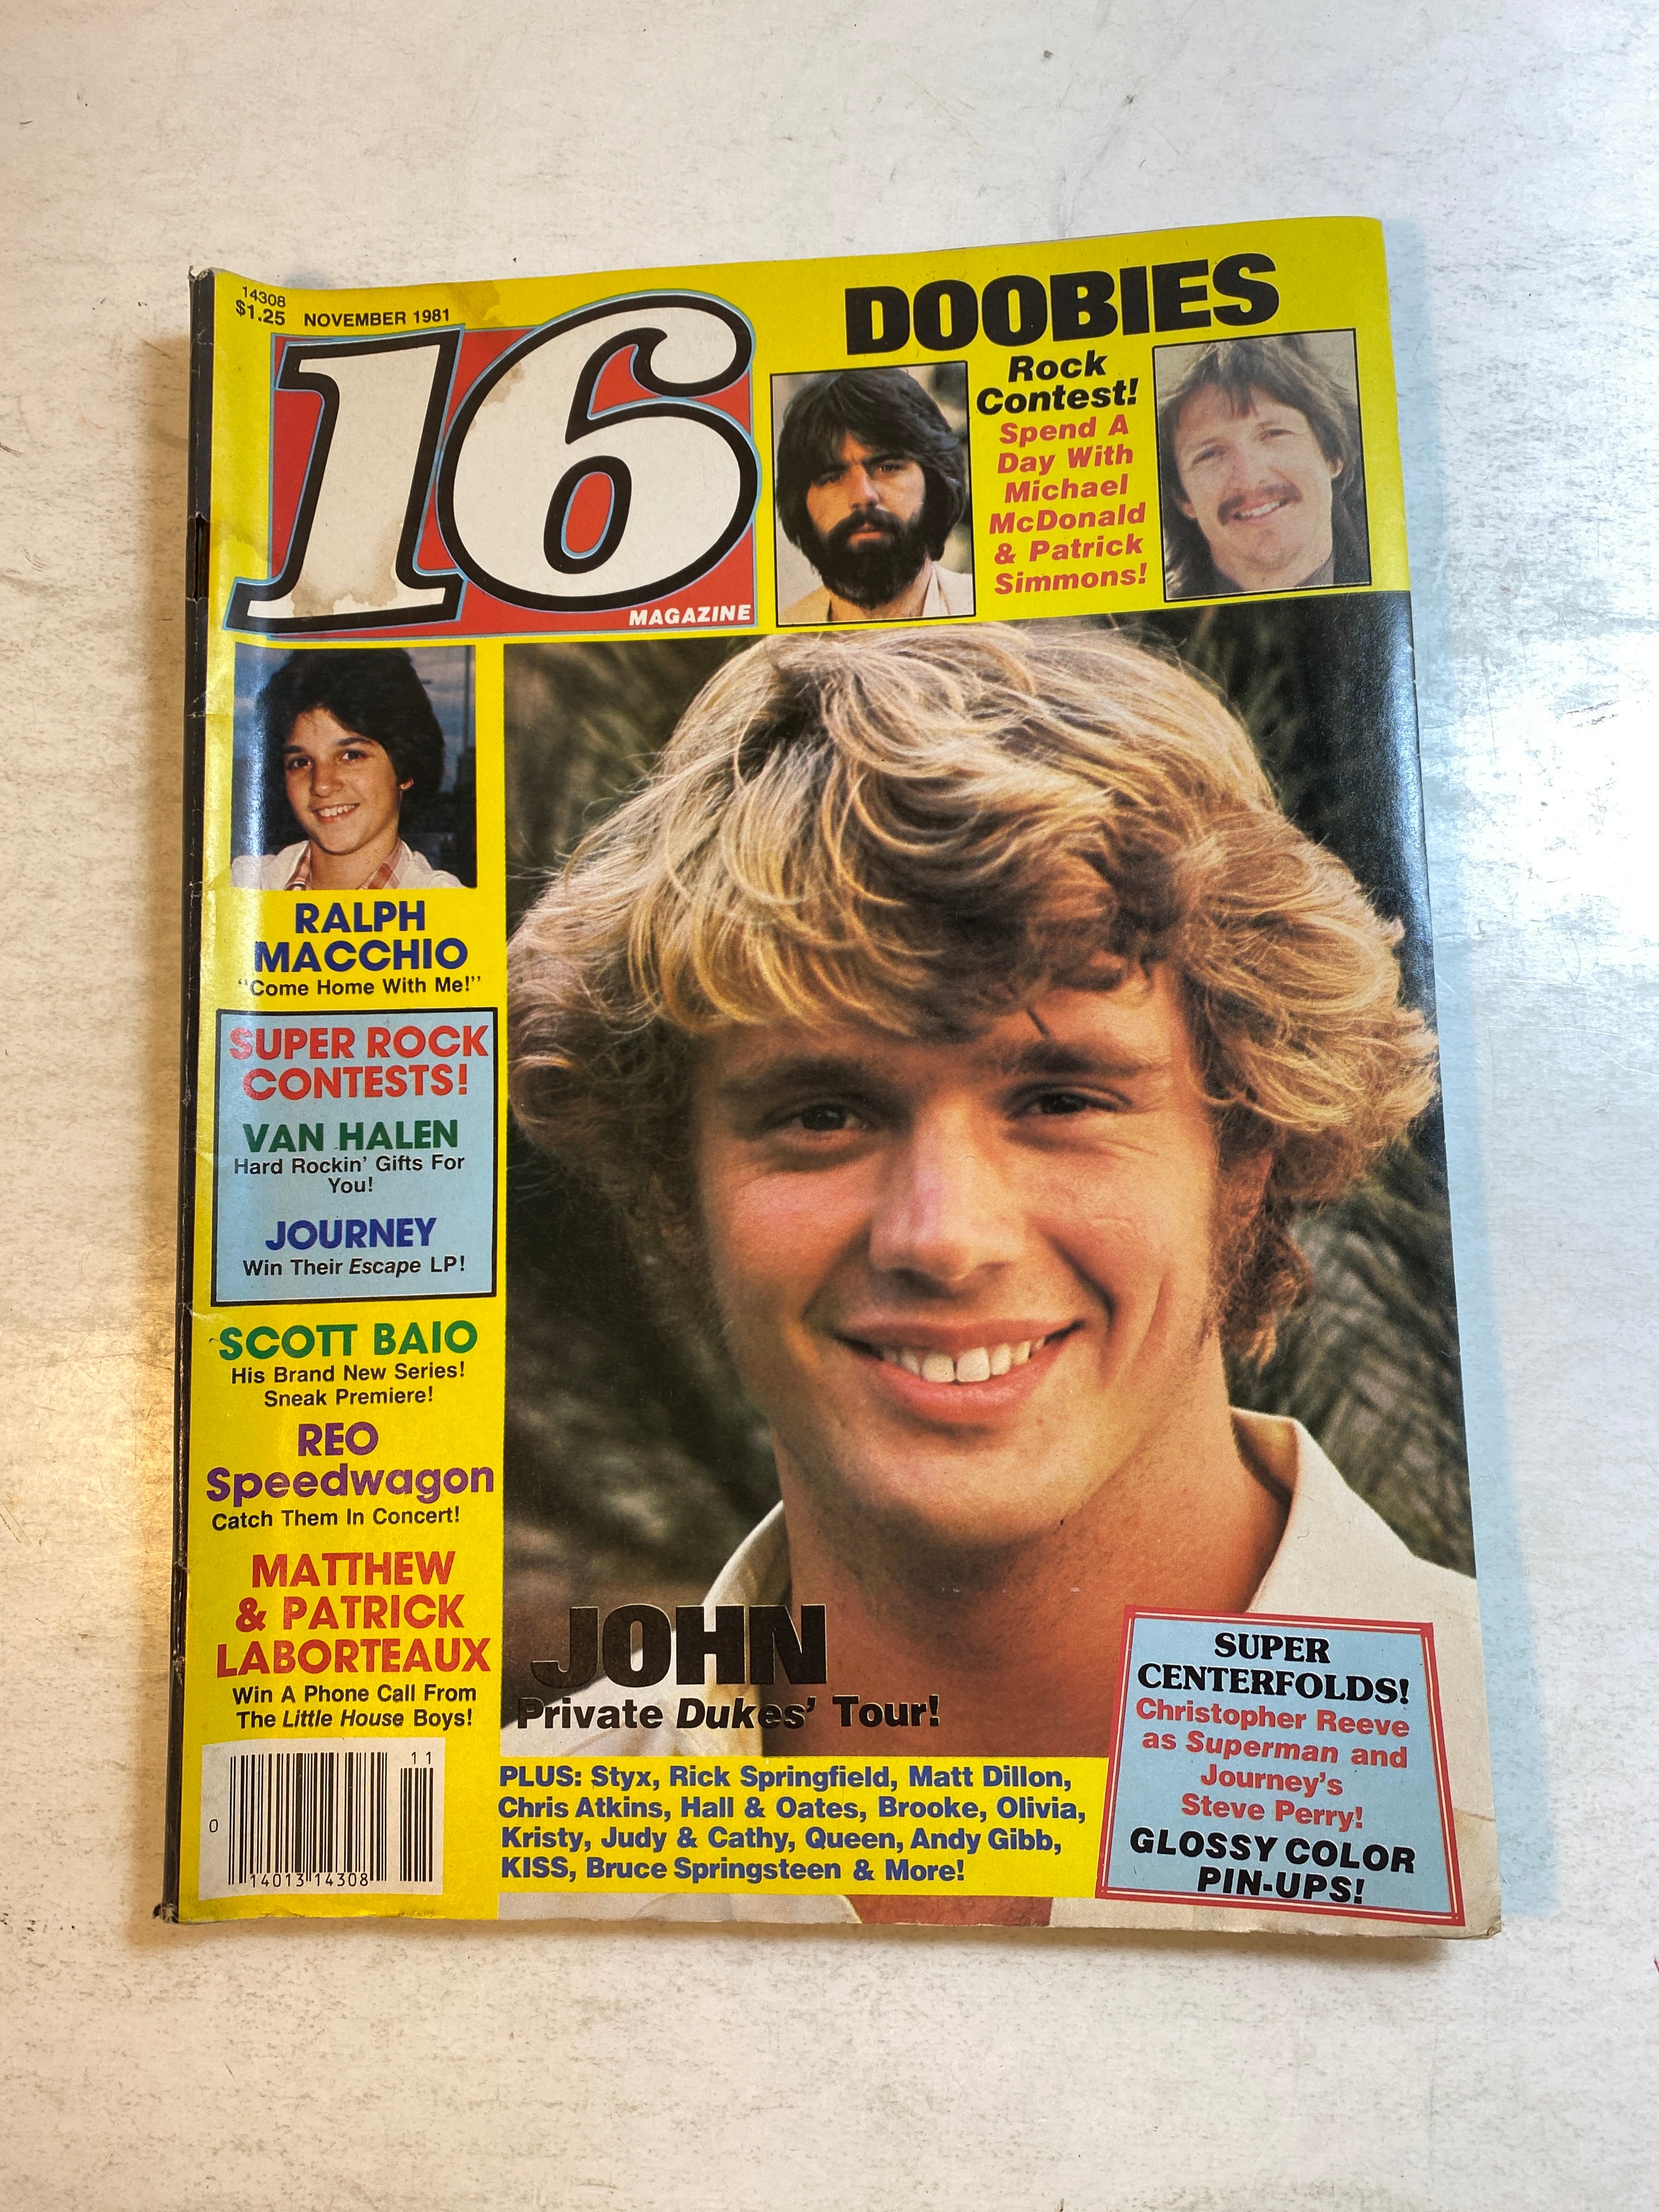 14308
$1.25 NOVEMBER 1981
16
MAGAZINE
DOOBIES
Rock
Contest!
Spend A
Day With
Michael
McDonald
& Patrick
Simmons!
RALPH
MACCHIO
"Come Home With Me!"
SUPER ROCK
CONTESTS!
VAN HALEN
Hard Rockin' Gifts For
You!
JOURNEY
Win Their Escape LP!
SCOTT BAIO
His Brand New Series!
Sneak Premiere!
REO
Speedwagon
Catch Them In Concert!
MATTHEW
& PATRICK
LABORTEAUX
Win A Phone Call From
The Little House Boys!
11
0
14013 14308
JOHN
Private Dukes' Tour!
PLUS: Styx, Rick Springfield, Matt Dillon,
Chris Atkins, Hall & Oates, Brooke, Olivia,
Kristy, Judy & Cathy, Queen, Andy Gibb,
KISS, Bruce Springsteen & More!
SUPER
CENTERFOLDS!
Christopher Reeve
as Superman and
Journey's
Steve Perry!
GLOSSY COLOR
PIN-UPS!